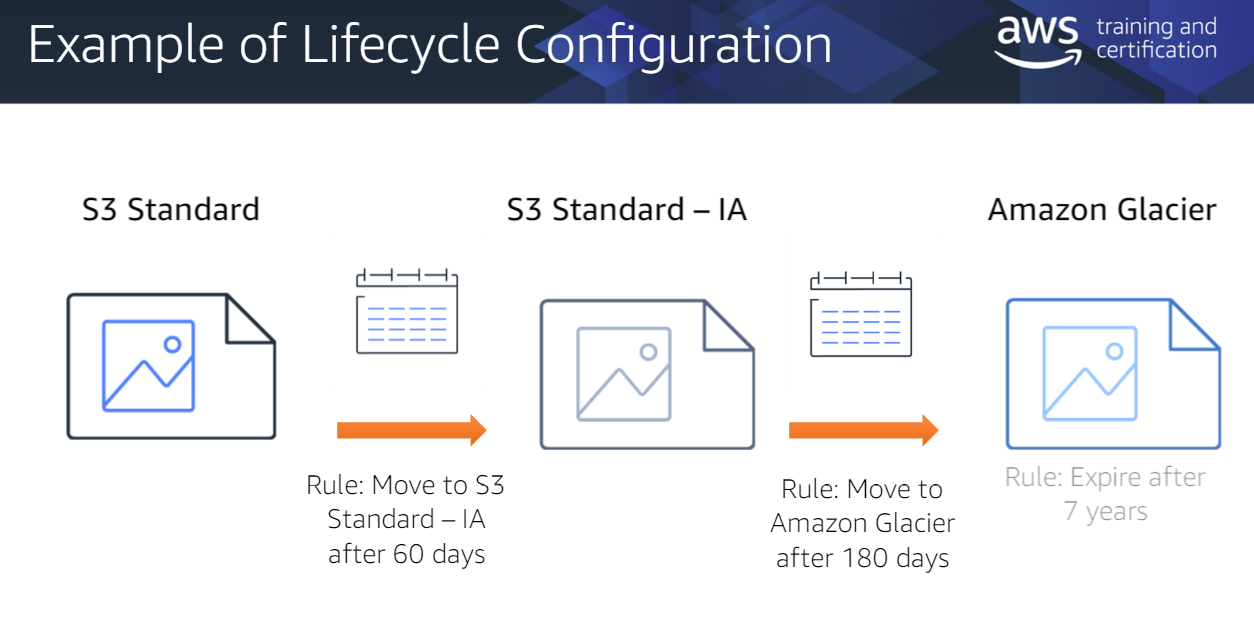 Example of Lifecycle Configuration
aws training and
certification
S3 Standard
S3 Standard – IA
Amazon Glacier
Rule: Move to S3
Standard – IA
after 60 days
Rule: Move to
Amazon Glacier
after 180 days
Rule: Expire after
7 years